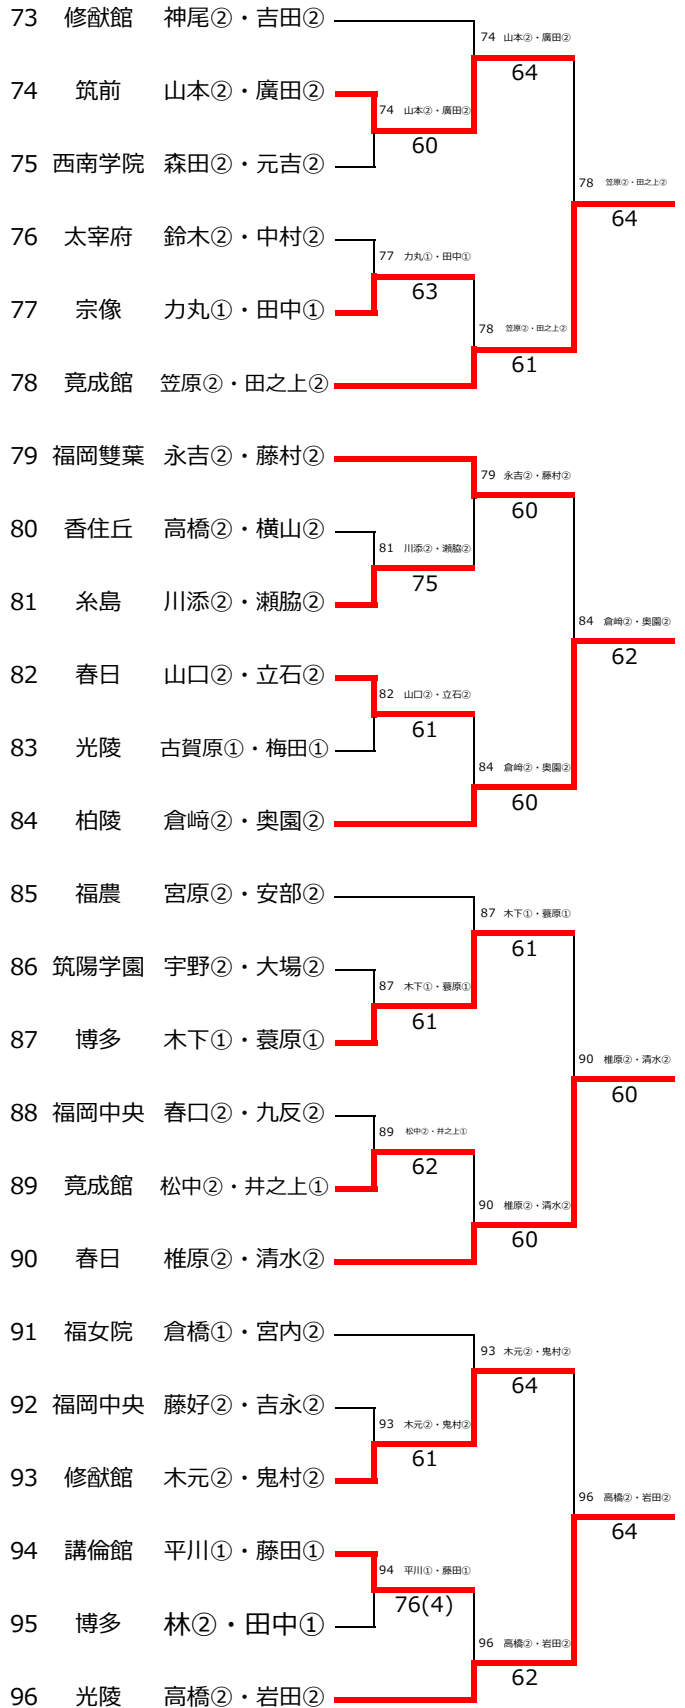 73 修猷館 神尾②・吉田②
74 山本②・廣田②
64
74 筑前 山本②・廣田②
74 山本②・廣田②
60
75 西南学院 森田②・元吉②
78 笠原②・田之上②
64
76 太宰府 鈴木②・中村②
77 力丸①・田中①
63
77 宗像 力丸①・田中①
78 笠原②・田之上②
61
78 竟成館 笠原②・田之上②
79 福岡雙葉 永吉②・藤村②
79 永吉②・藤村②
60
80 香住丘 高橋②・横山②
81 川添②・瀬脇②
75
81 糸島 川添②・瀬脇②
84 倉﨑②・奥園②
62
82 春日 山口②・立石②
82 山口②・立石②
61
83 光陵 古賀原①・梅田①
84 倉﨑②・奥園②
60
84 柏陵 倉﨑②・奥園②
85 福農 宮原②・安部②
87 木下①・蓑原①
61
86 筑陽学園 宇野②・大場②
87 木下①・蓑原①
61
87 博多 木下①・蓑原①
90 椎原②・清水②
60
88 福岡中央 春口②・九反②
89 松中②・井之上①
62
89 竟成館 松中②・井之上①
90 椎原②・清水②
60
90 春日 椎原②・清水②
91 福女院 倉橋①・宮内②
93 木元②・鬼村②
64
92 福岡中央 藤好②・吉永②
93 木元②・鬼村②
61
93 修猷館 木元②・鬼村②
96 高橋②・岩田②
64
94 講倫館 平川①・藤田①
94 平川①・藤田①
76(4)
95 博多 林②・田中①
96 高橋②・岩田②
62
96 光陵 高橋②・岩田②